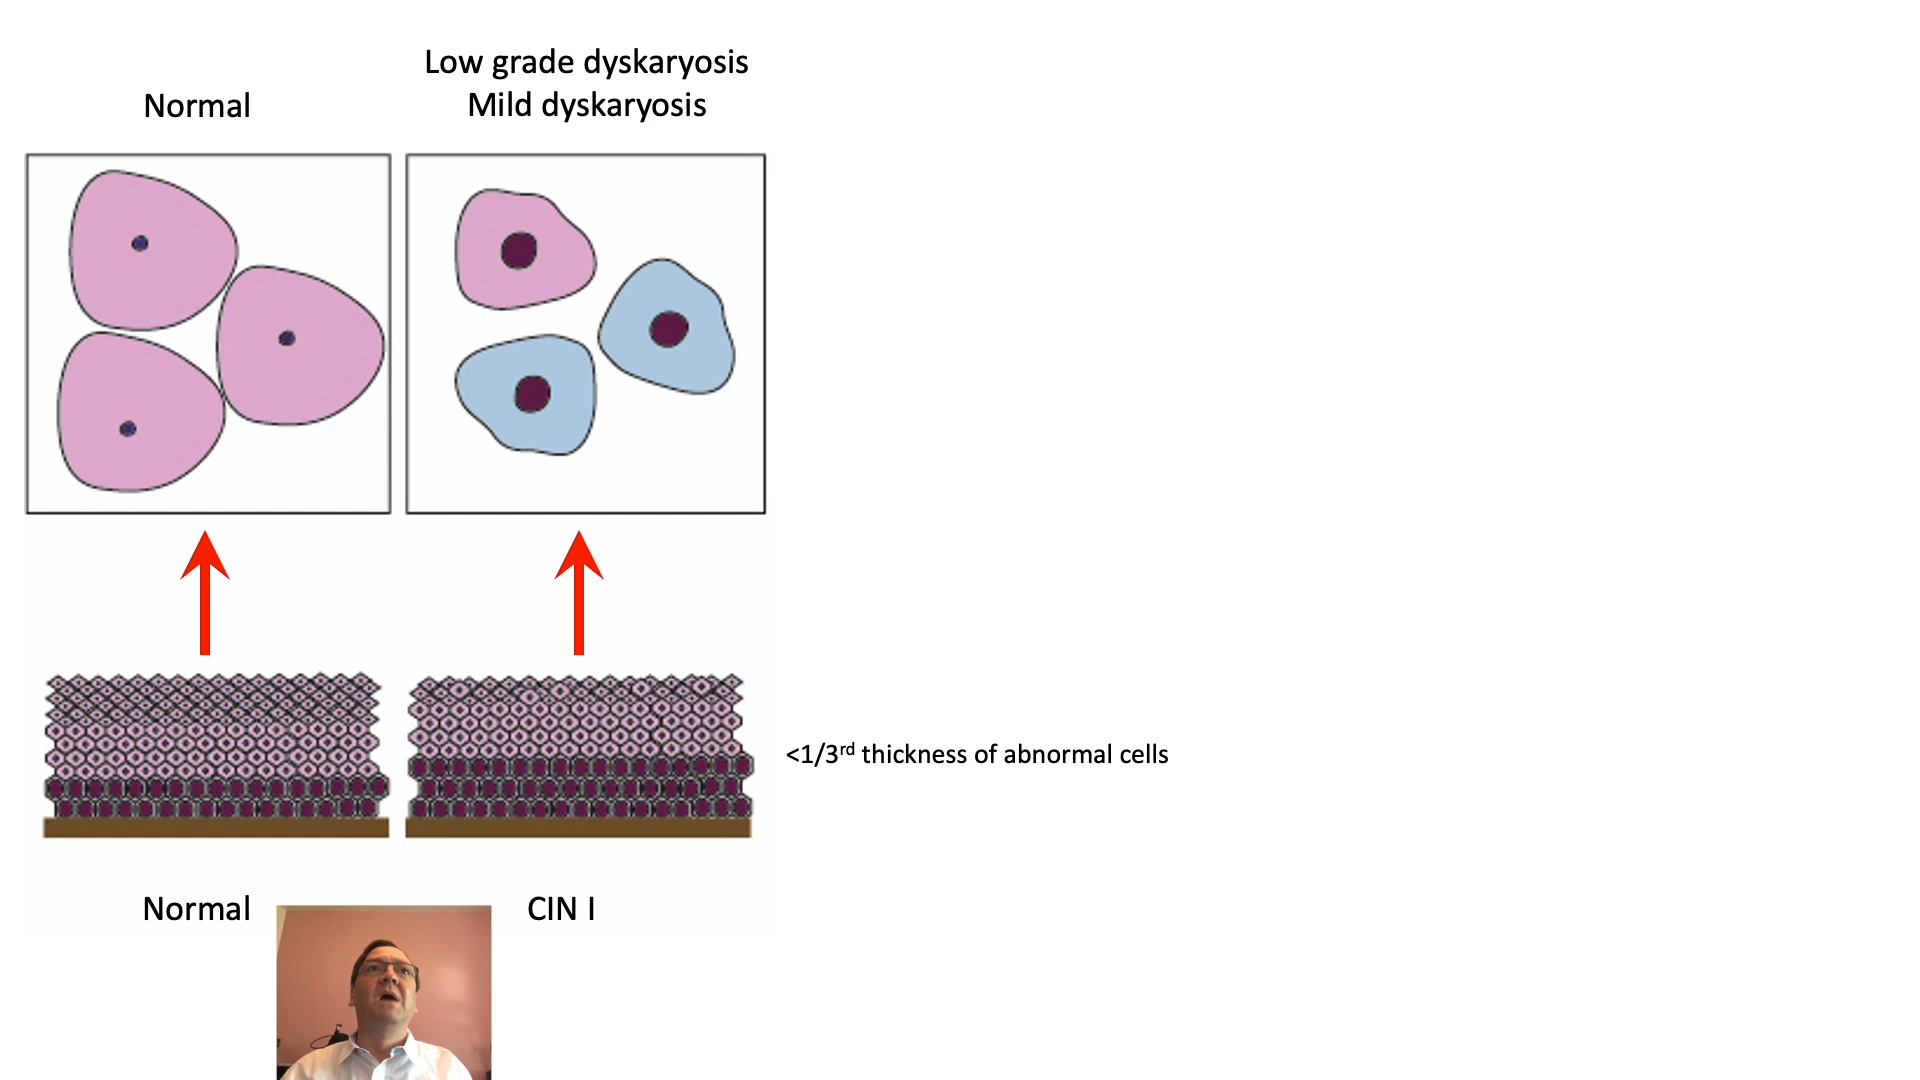 Low grade dyskaryosis
Normal
Mild dyskaryosis
<1/3rd thickness of abnormal cells
Normal
CIN I